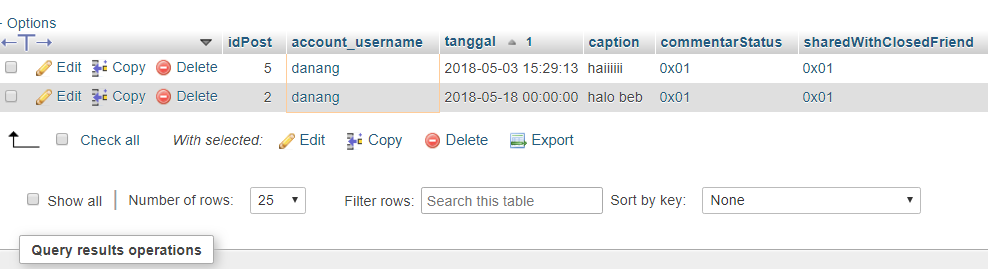 Options
←T→ idPost account_username tanggal 1 caption commentarStatus sharedWithClosedFriend
Edit Copy Delete 5 danang 2018-05-03 15:29:13 haiiiiii 0x01 0x01
Edit Copy Delete 2 danang 2018-05-18 00:00:00 halo beb 0x01 0x01
Check all With selected: Edit Copy Delete Export
Show all Number of rows: 25 Filter rows: Search this table Sort by key: None
Query results operations